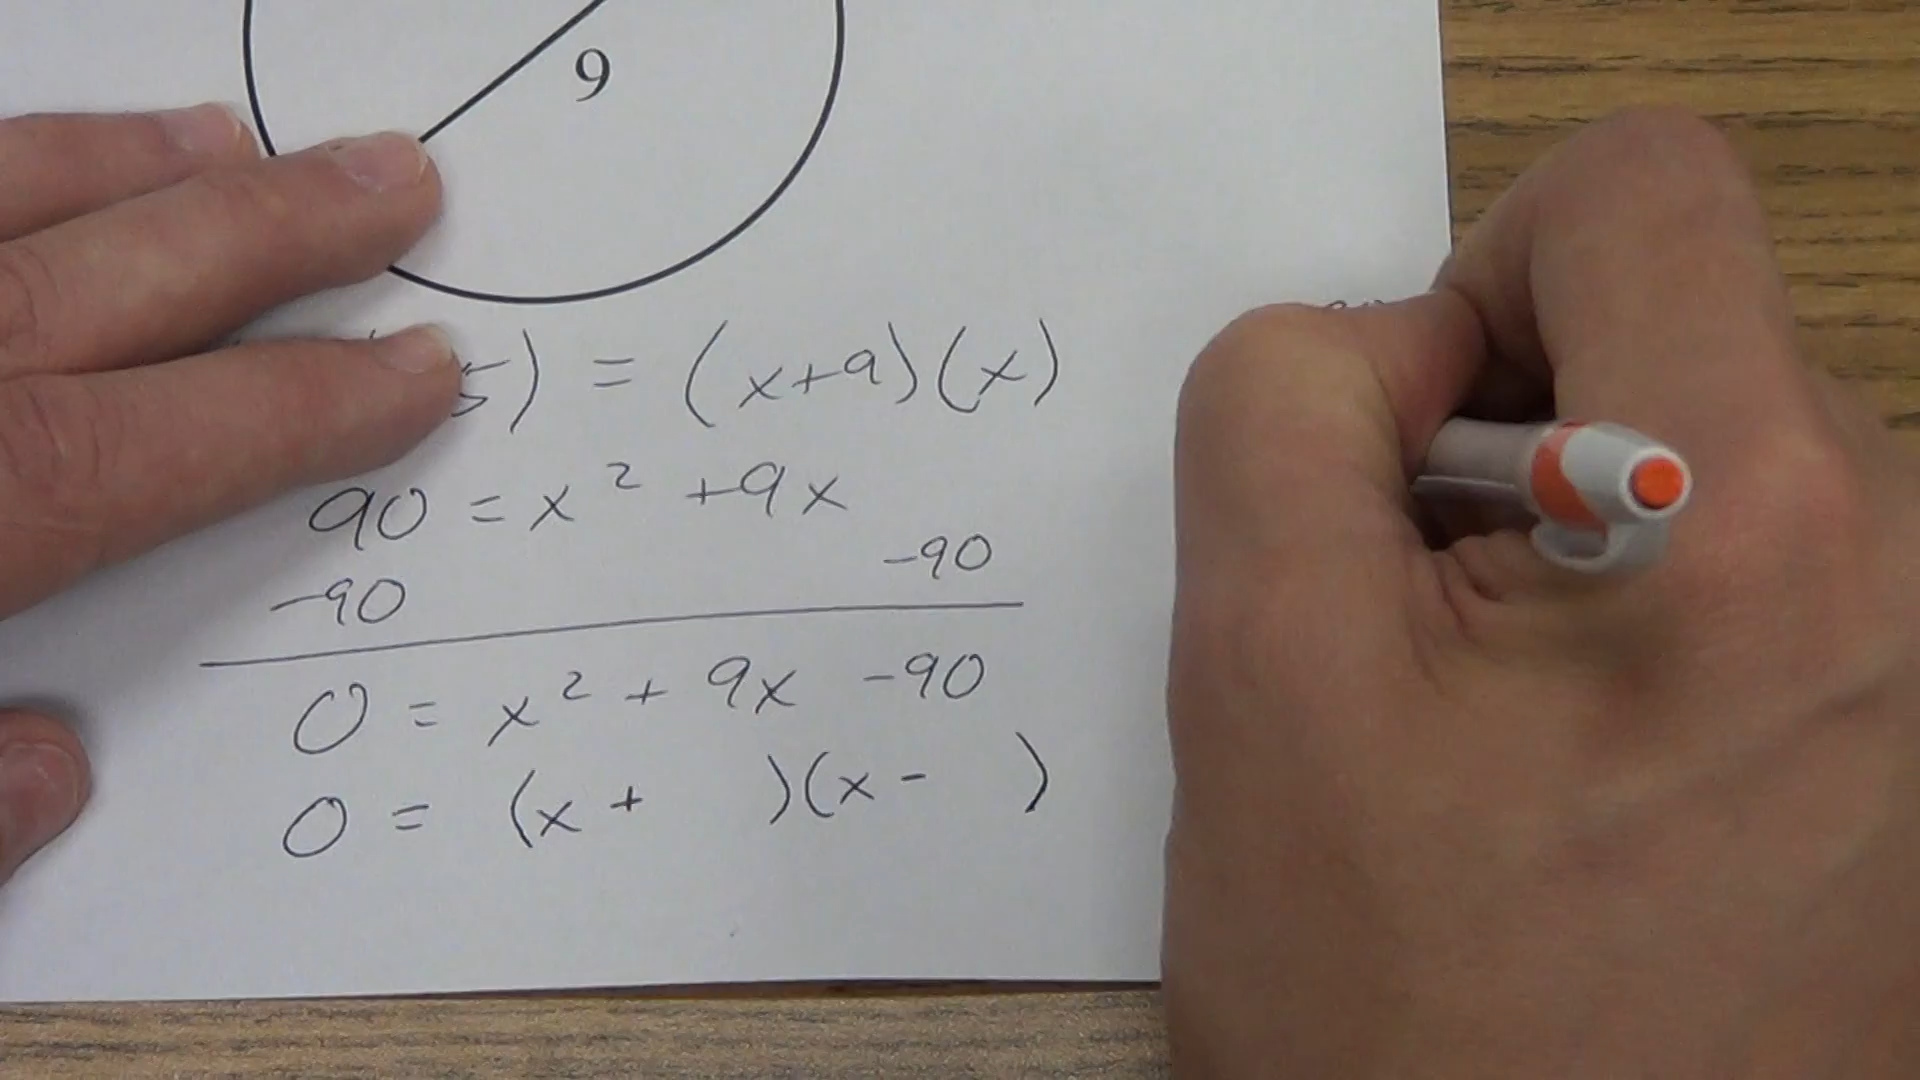 9
5) = (x+9)(x)
90 = x² +9x
-90 -90
0 = x² + 9x -90
0 = (x + )(x - )